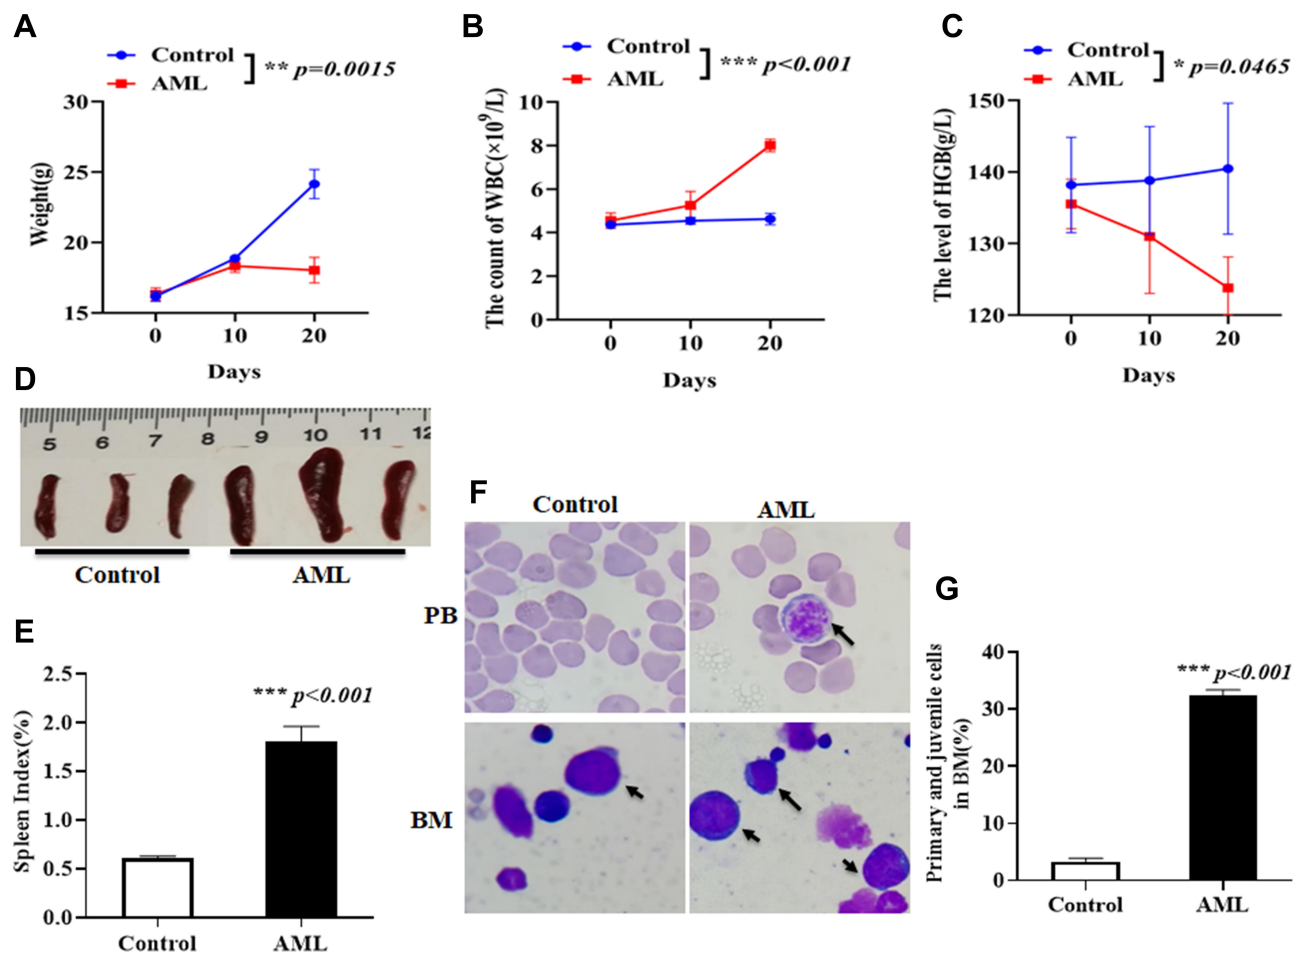 A
Control
AML
** p=0.0015
30
25
20
15
Weight(g)
0 10 20
Days
B
Control
AML
*** p<0.001
10
8
6
4
2
0
The count of WBC(×10⁹/L)
0 10 20
Days
C
Control
AML
* p=0.0465
150
140
130
120
The level of HGB(g/L)
0 10 20
Days
D
5 6 7 8 9 10 11 12
Control AML
E
2.5
2.0
1.5
1.0
0.5
0.0
Spleen Index(%)
*** p<0.001
Control AML
F
Control AML
PB
BM
G
40
30
20
10
0
Primary and juvenile cells
in BM(%)
*** p<0.001
Control AML